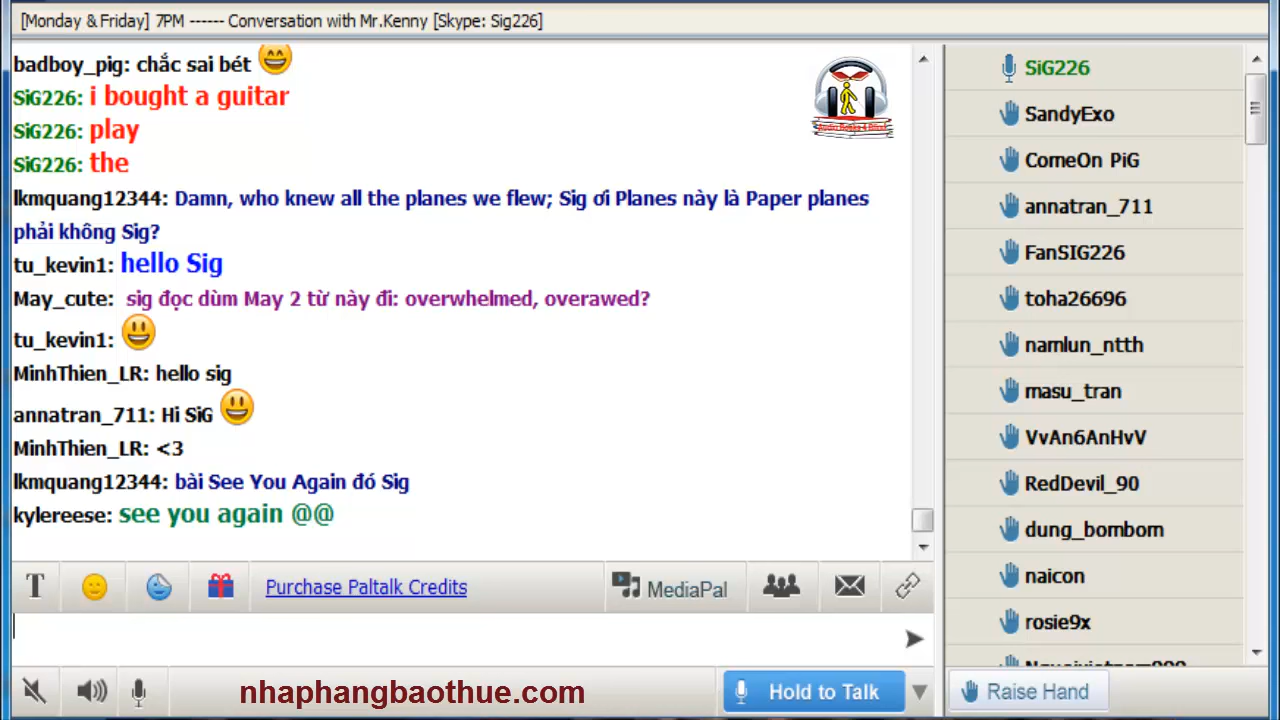 [Monday & Friday] 7PM ------ Conversation with Mr.Kenny [Skype: Sig226]
badboy_pig: chắc sai bét
SiG226: i bought a guitar
SiG226: play
SiG226: the
lkmquang12344: Damn, who knew all the planes we flew; Sig ơi Planes này là Paper planes
phải không Sig?
tu_kevin1: hello Sig
May_cute: sig đọc dùm May 2 từ này đi: overwhelmed, overawed?
tu_kevin1:
MinhThien_LR: hello sig
annatran_711: Hi SiG
MinhThien_LR: <3
lkmquang12344: bài See You Again đó Sig
kylereese: see you again @@
T
Purchase Paltalk Credits
MediaPal
nhaphangbaothue.com
Hold to Talk
SiG226
SandyExo
ComeOn PiG
annatran_711
FanSIG226
toha26696
namlun_ntth
masu_tran
VvAn6AnHvV
RedDevil_90
dung_bombom
naicon
rosie9x
Raise Hand